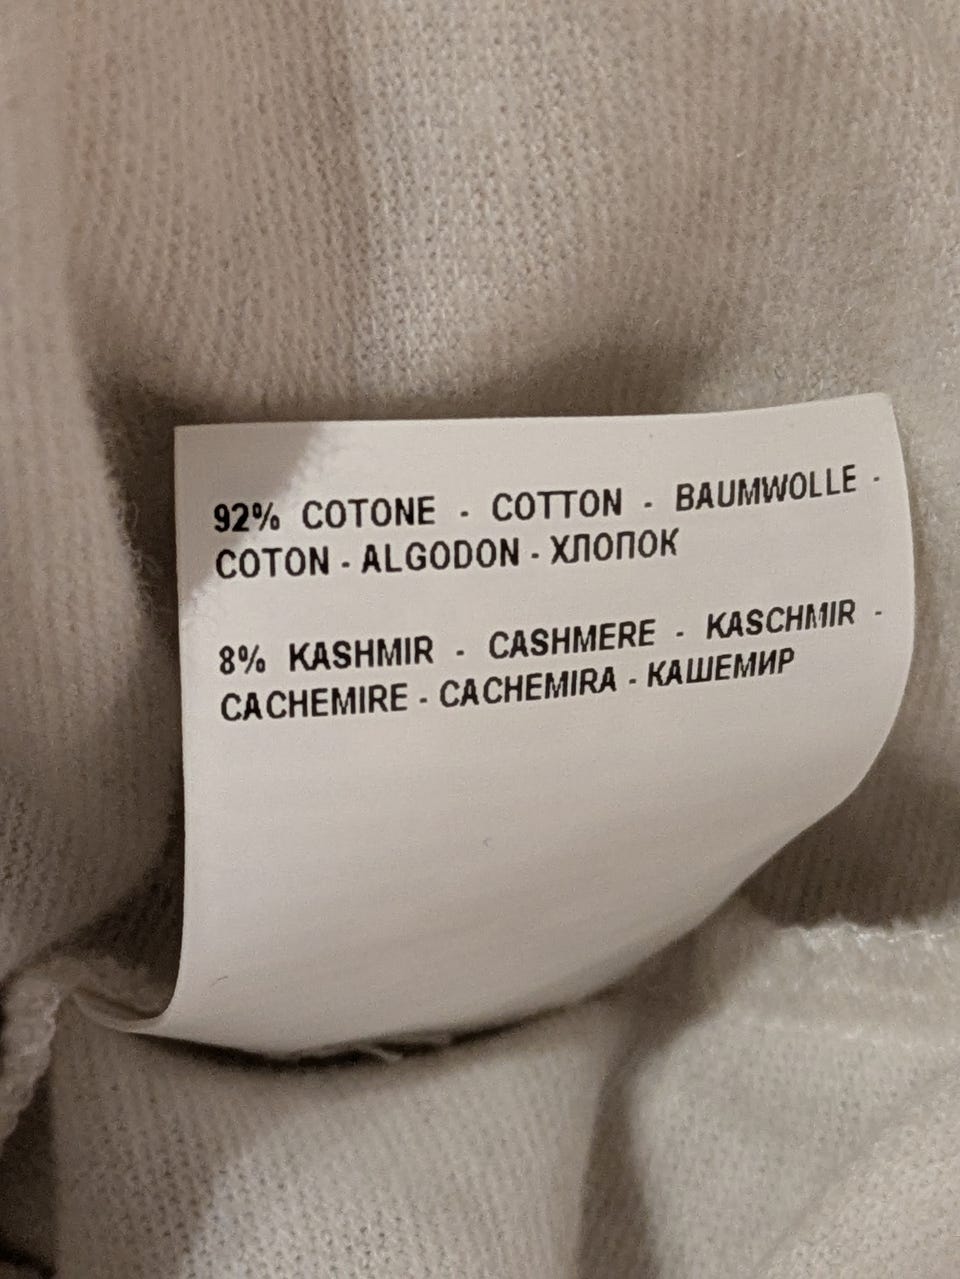 92% COTONE - COTTON - BAUMWOLLE -
COTON - ALGODON - ХЛОПОК
8% KASHMIR - CASHMERE - KASCHMIR -
CACHEMIRE - CACHEMIRA - КАШЕМИР